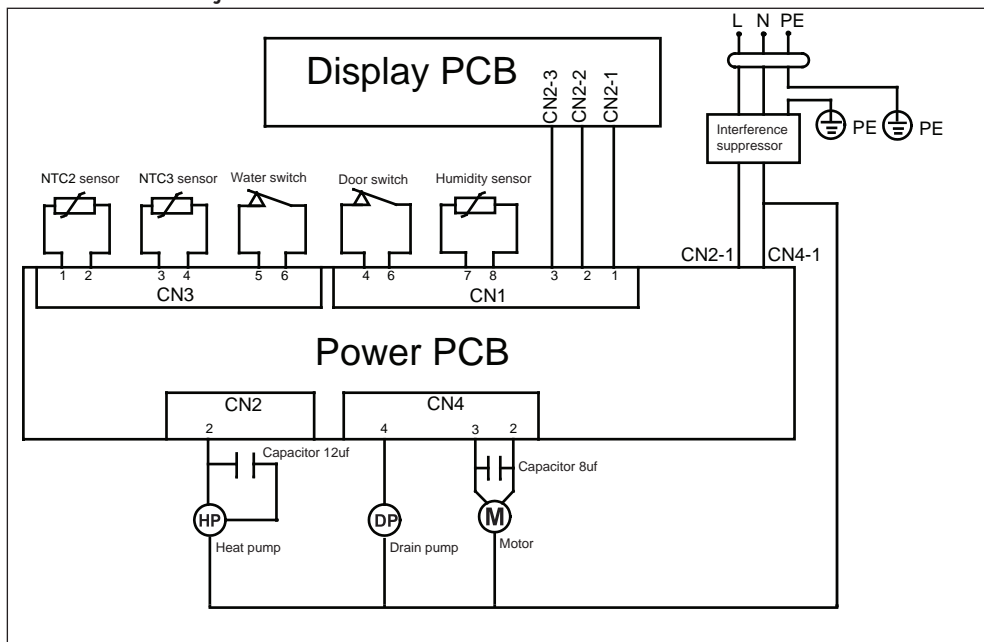 L N PE
Display PCB
CN2-3
CN2-2
CN2-1
Interference
suppressor
PE
PE
NTC2 sensor
NTC3 sensor
Water switch
Door switch
Humidity sensor
CN2-1
CN4-1
1 2 3 4 5 6 4 6 7 8 3 2 1
CN3
CN1
Power PCB
CN2
CN4
2 4 3 2
Capacitor 12uf
Capacitor 8uf
HP
DP
M
Heat pump
Drain pump
Motor